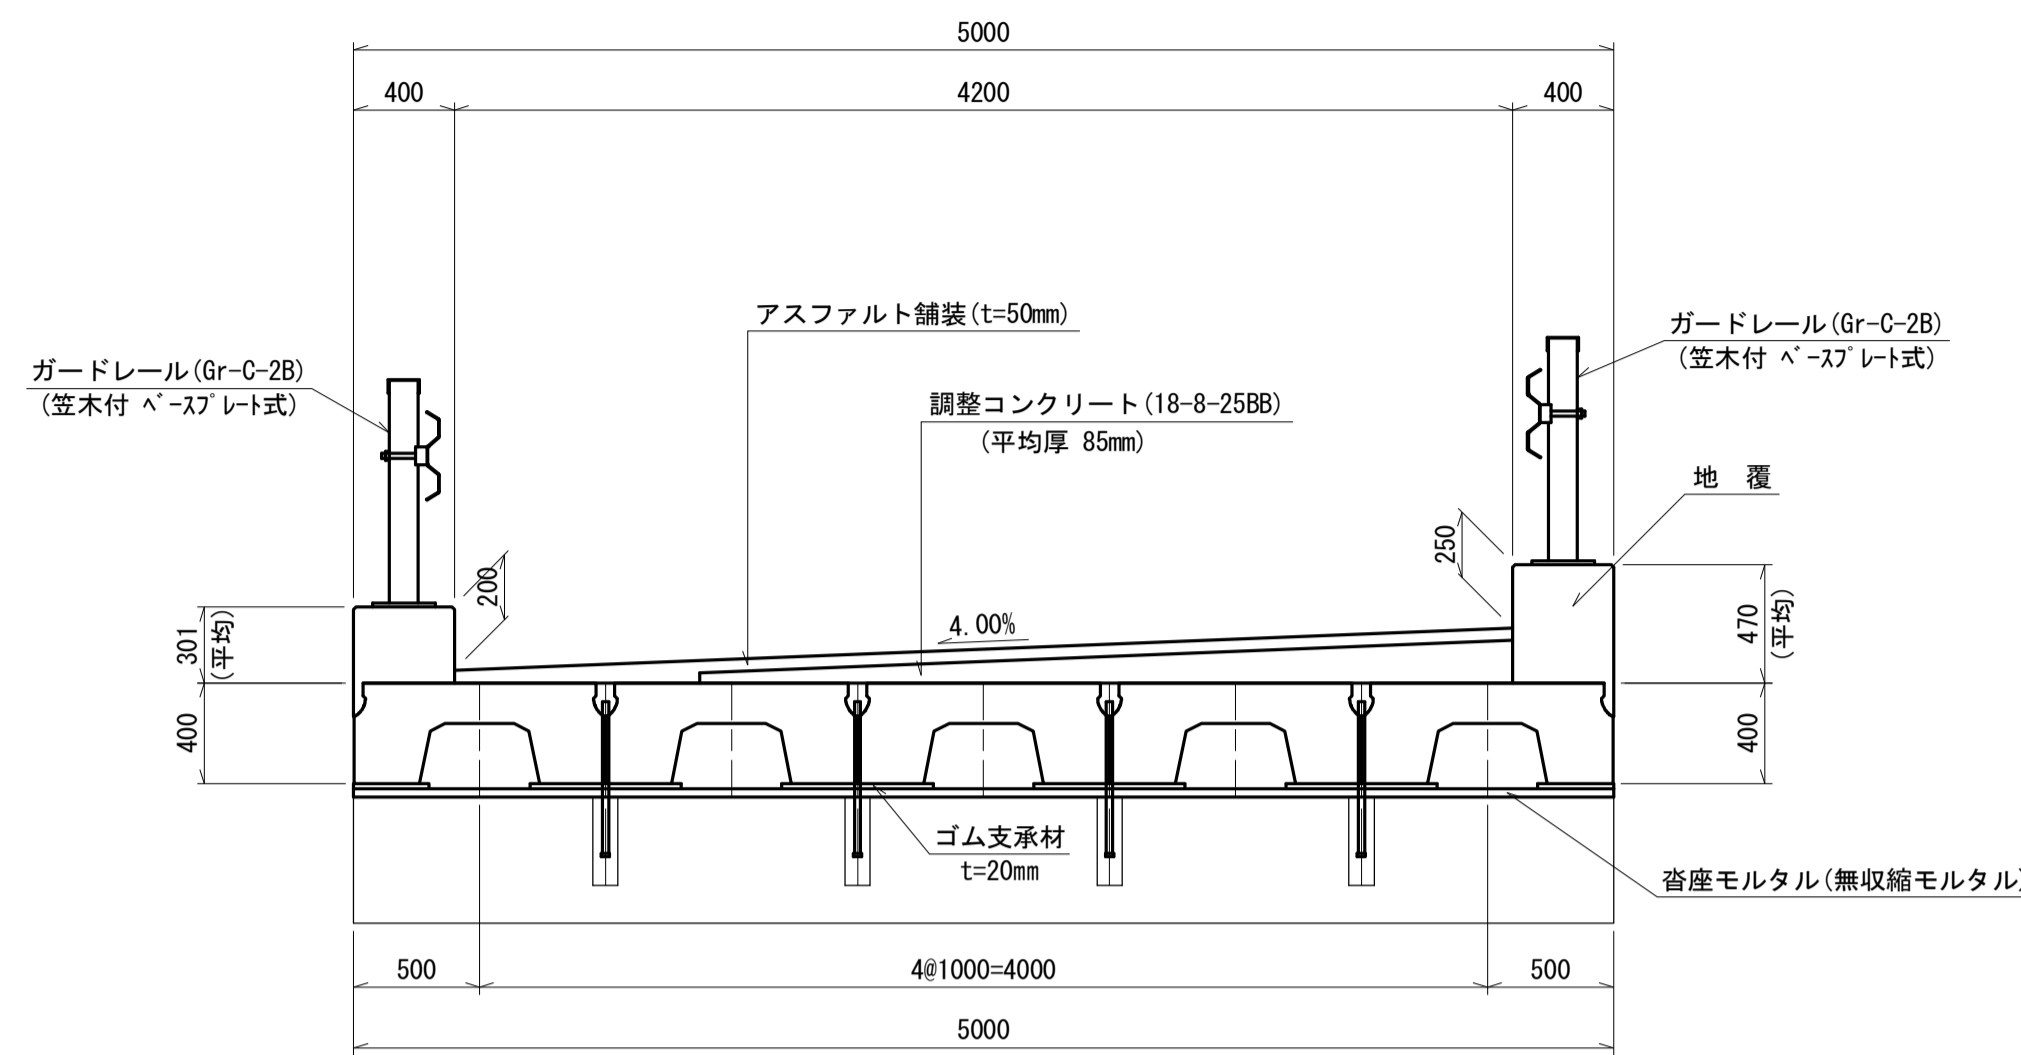 5000
400
4200
400
アスファルト舗装(t=50mm)
ガードレール(Gr-C-2B)
(笠木付 ベースプレート式)
ガードレール(Gr-C-2B)
(笠木付 ベースプレート式)
調整コンクリート(18-8-25BB)
(平均厚 85mm)
地 覆
250
200
4.00%
301
(平均)
470
(平均)
400
400
ゴム支承材
t=20mm
沓座モルタル(無収縮モルタル)
500
4@1000=4000
500
5000